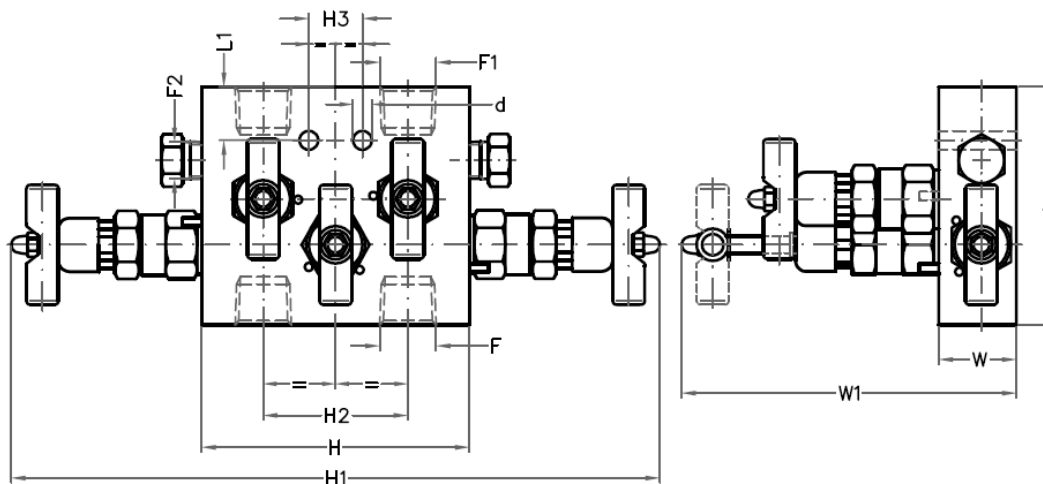 H3
L1
= =
F1
F2
d
F
= =
H2
H
H1
W
W1